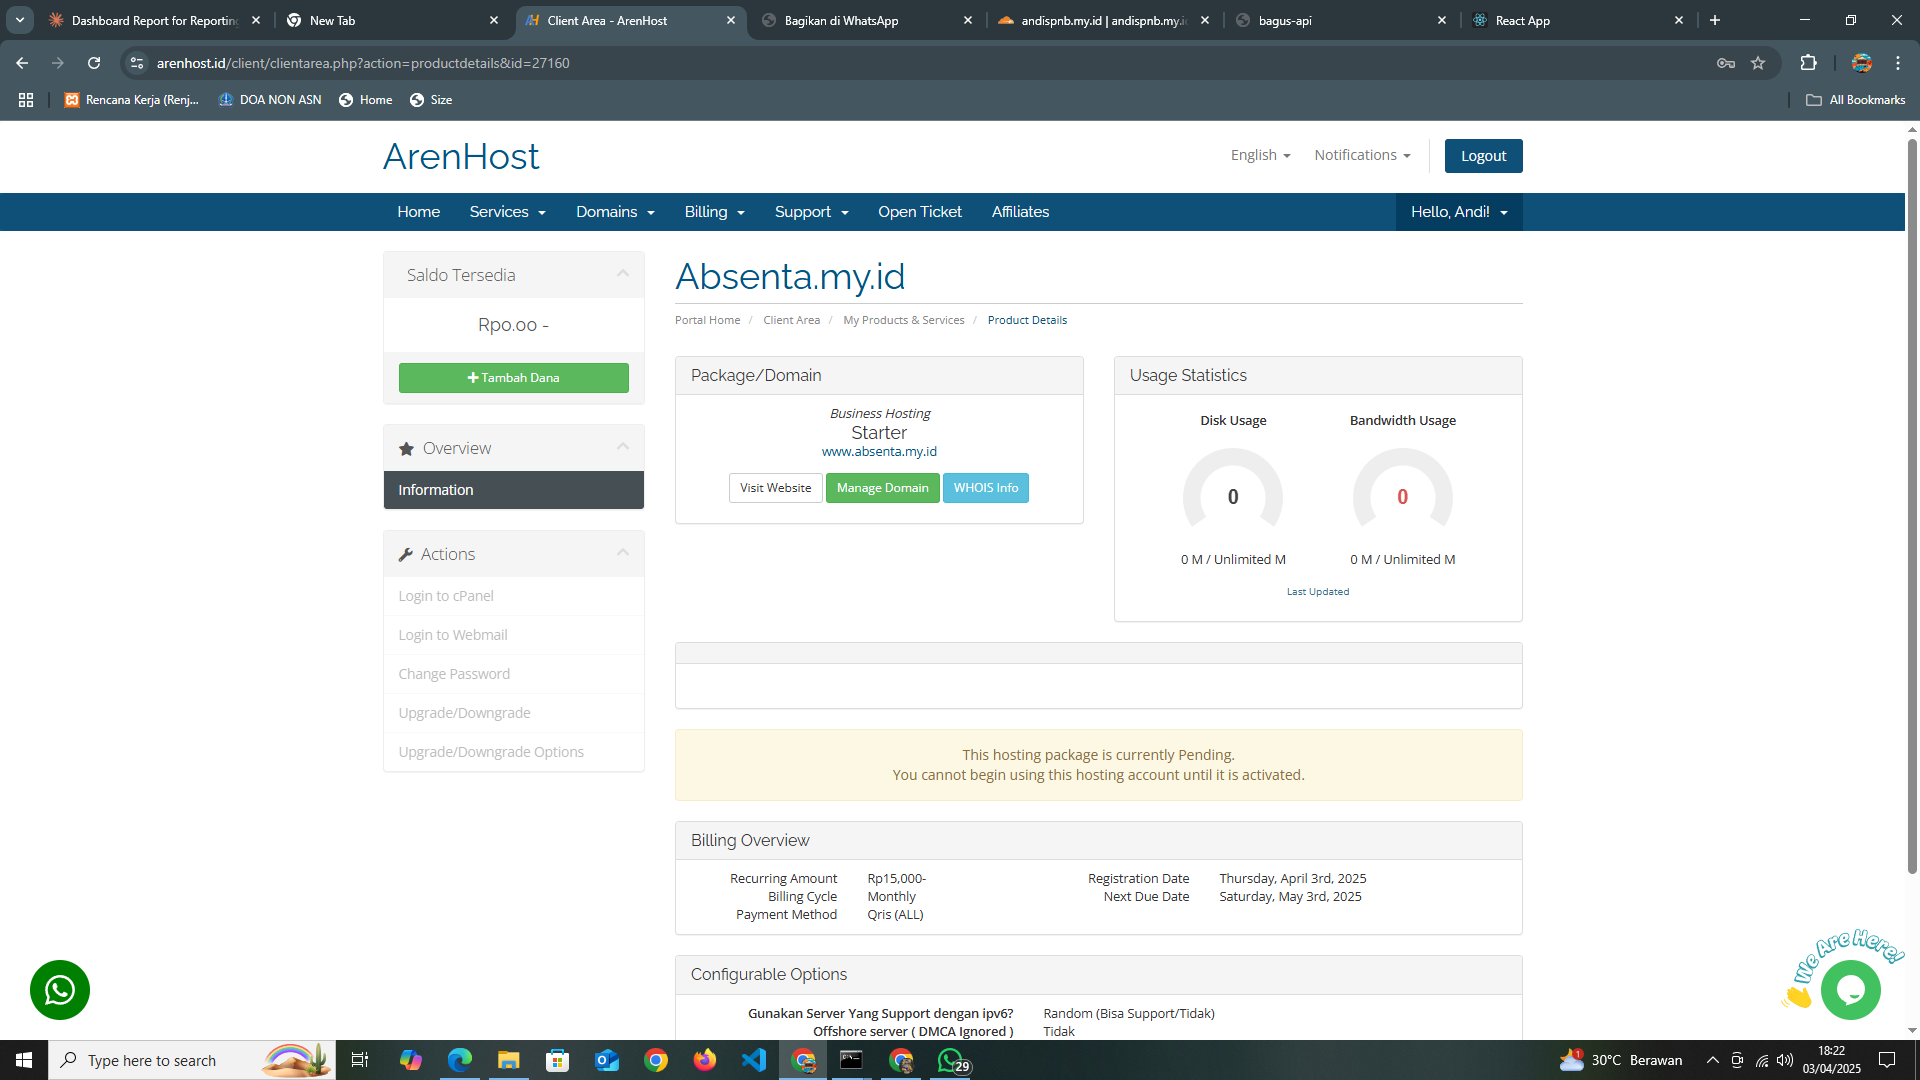 Dashboard Report for Reporting
New Tab
Client Area - ArenHost
Bagikan di WhatsApp
andispnb.my.id | andispnb.my.i
bagus-api
React App
arenhost.id/client/clientarea.php?action=productdetails&id=27160
Rencana Kerja (Renj...
DOA NON ASN
Home
Size
All Bookmarks
ArenHost
English
Notifications
Logout
Home
Services
Domains
Billing
Support
Open Ticket
Affiliates
Hello, Andi!
Saldo Tersedia
Rp0.00 -
Tambah Dana
Overview
Information
Actions
Login to cPanel
Login to Webmail
Change Password
Upgrade/Downgrade
Upgrade/Downgrade Options
Absenta.my.id
Portal Home / Client Area / My Products & Services / Product Details
Package/Domain
Business Hosting
Starter
www.absenta.my.id
Visit Website
Manage Domain
WHOIS Info
Usage Statistics
Disk Usage
Bandwidth Usage
0
0
0 M / Unlimited M
0 M / Unlimited M
Last Updated
This hosting package is currently Pending.
You cannot begin using this hosting account until it is activated.
Billing Overview
Recurring Amount Rp15,000-
Billing Cycle Monthly
Payment Method Qris (ALL)
Registration Date Thursday, April 3rd, 2025
Next Due Date Saturday, May 3rd, 2025
Configurable Options
Gunakan Server Yang Support dengan ipv6? Random (Bisa Support/Tidak)
Offshore server ( DMCA Ignored ) Tidak
We Are Here!
Type here to search
29
1
30°C Berawan
18:22
03/04/2025